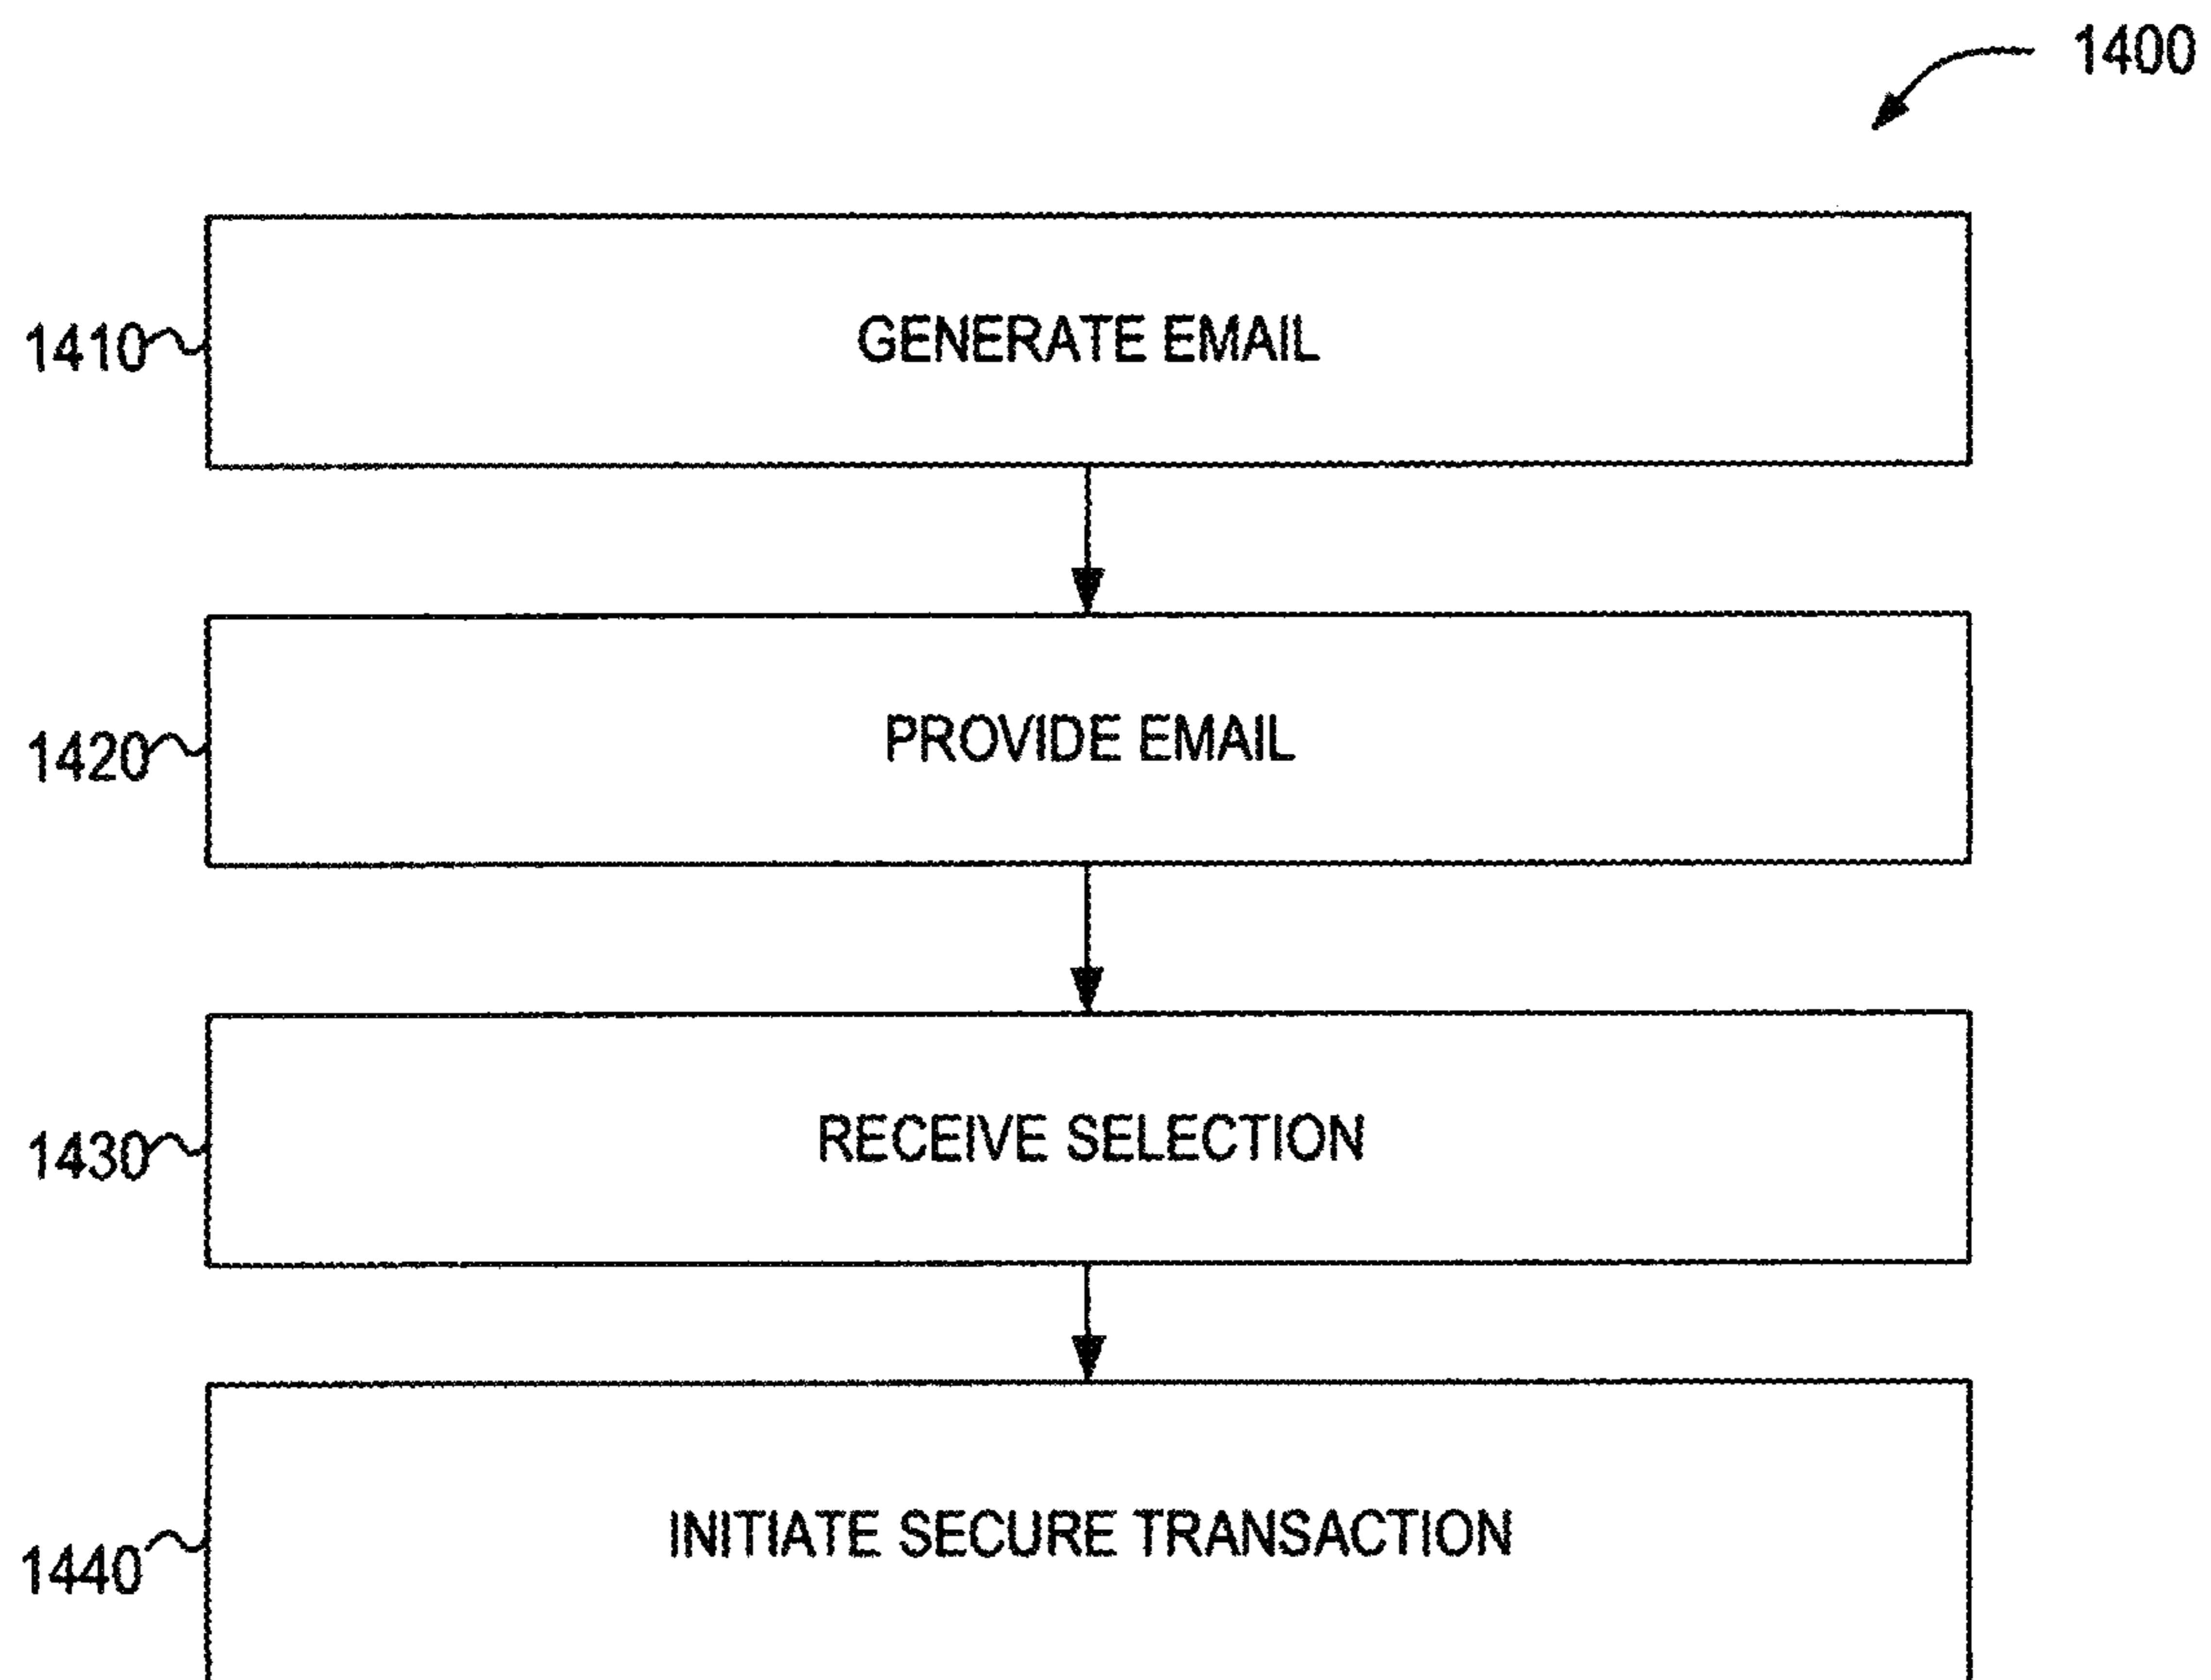 1400
1410 GENERATE EMAIL
1420 PROVIDE EMAIL
1430 RECEIVE SELECTION
1440 INITIATE SECURE TRANSACTION